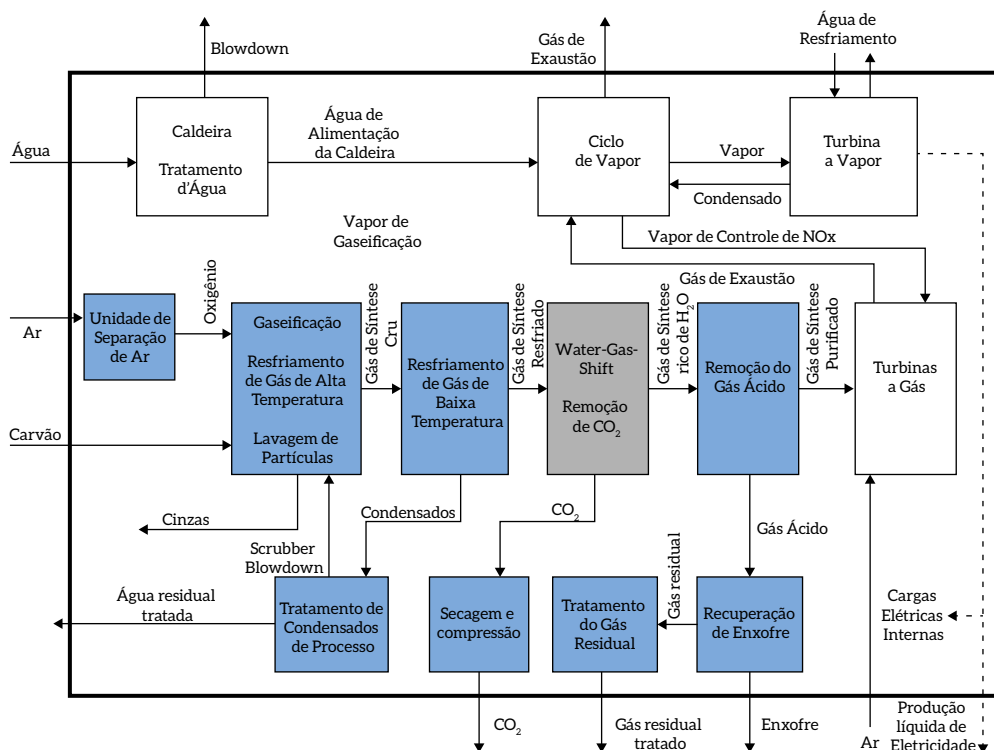 Blowdown
Gás de
Exaustão
Água de
Resfriamento
Água
Caldeira
Tratamento
d'Água
Água de
Alimentação
da Caldeira
Ciclo
de Vapor
Vapor
Condensado
Turbina
a Vapor
Vapor de
Gaseificação
Vapor de Controle de NOx
Gás de Exaustão
Ar
Unidade de
Separação
de Ar
Oxigênio
Gaseificação
Resfriamento
de Gás de Alta
Temperatura
Lavagem de
Partículas
Gás de Síntese
Cru
Resfriamento
de Gás de
Baixa
Temperatura
Gás de Síntese
Resfriado
Water-Gas-
Shift
Remoção
de CO₂
Gás de Síntese
rico de H₂O
Remoção do
Gás Ácido
Gás de Síntese
Purificado
Turbinas
a Gás
Carvão
Cinzas
Scrubber
Blowdown
Condensados
CO₂
Gás Ácido
Água residual
tratada
Tratamento de
Condensados
de Processo
Secagem e
compressão
Tratamento
do Gás
Residual
Gás residual
Recuperação
de Enxofre
Cargas
Elétricas
Internas
CO₂
Gás residual
tratado
Enxofre
Ar
Produção
líquida de
Eletricidade